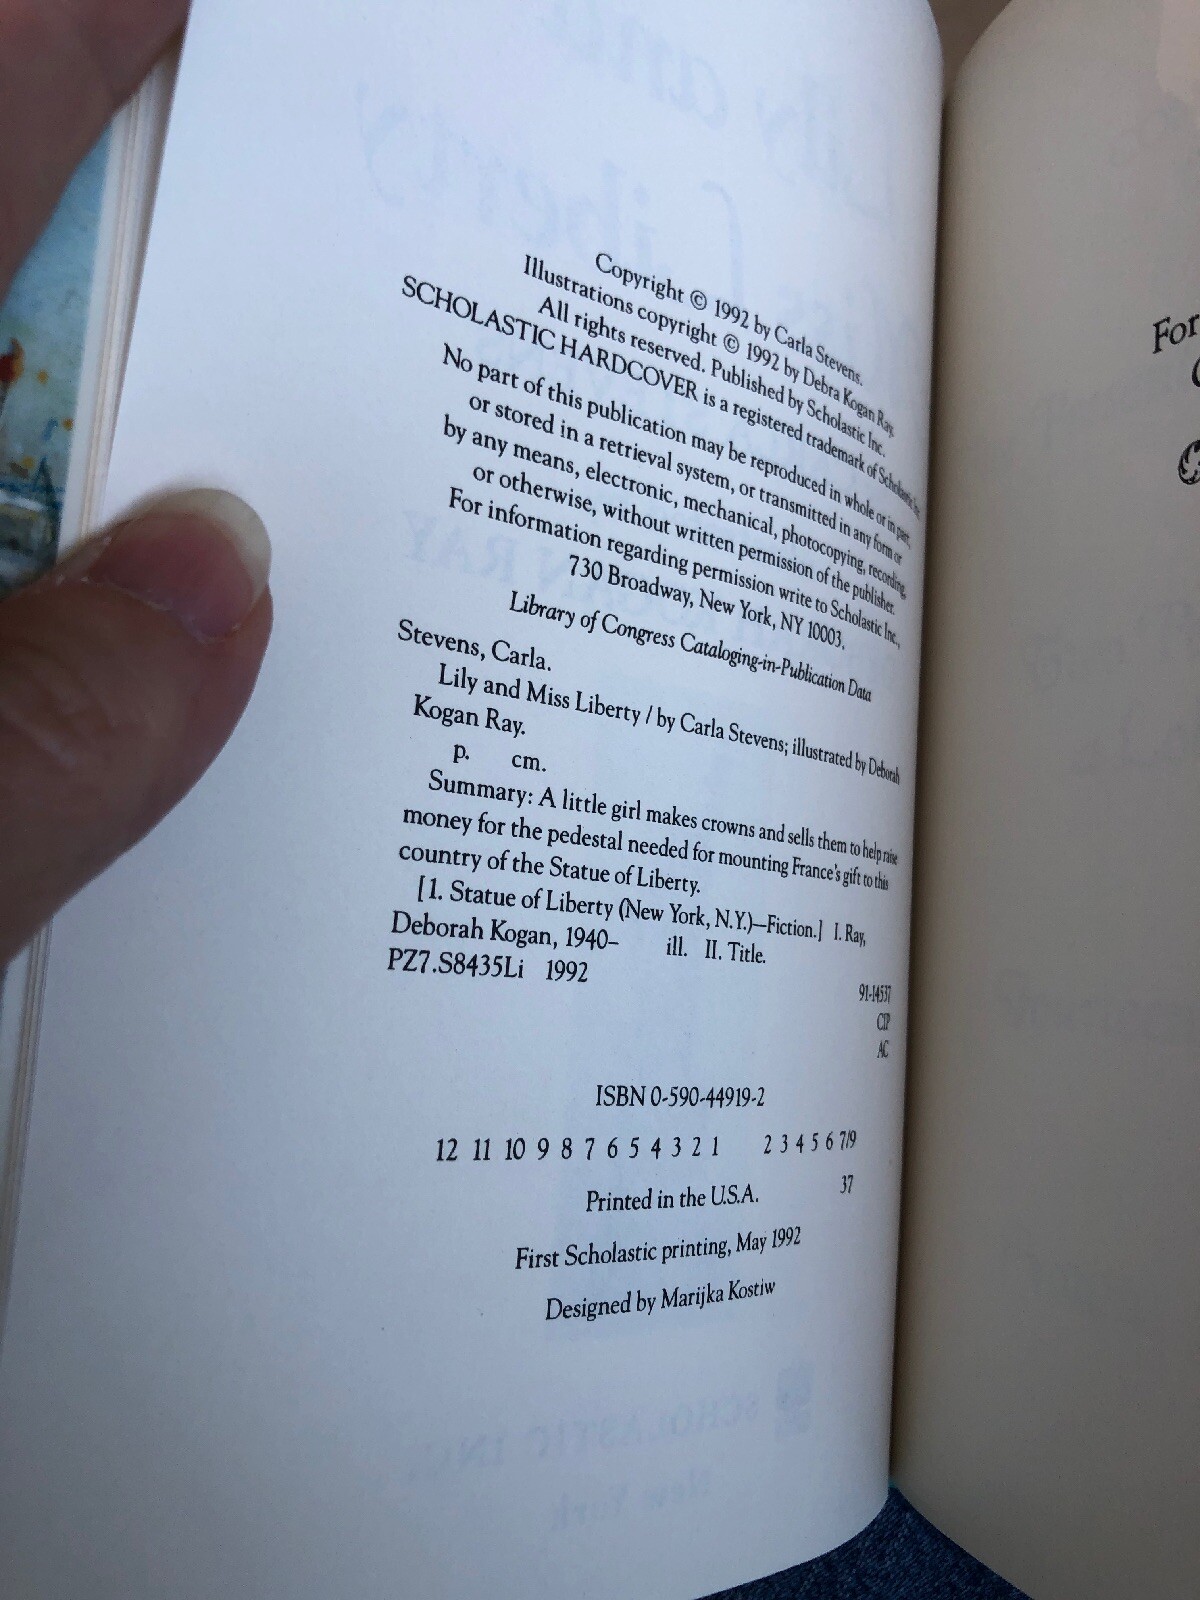 Copyright © 1992 by Carla Stevens.
Illustrations copyright © 1992 by Debra Kogan Ray.
All rights reserved. Published by Scholastic Inc.
SCHOLASTIC HARDCOVER is a registered trademark of Scholastic Inc.
No part of this publication may be reproduced in whole or in part,
or stored in a retrieval system, or transmitted in any form or
by any means, electronic, mechanical, photocopying, recording,
or otherwise, without written permission of the publisher.
For information regarding permission write to Scholastic Inc.,
730 Broadway, New York, NY 10003.
Library of Congress Cataloging-in-Publication Data
Stevens, Carla.
Lily and Miss Liberty / by Carla Stevens; illustrated by Deborah
Kogan Ray.
p. cm.
Summary: A little girl makes crowns and sells them to help raise
money for the pedestal needed for mounting France's gift to this
country of the Statue of Liberty.
[1. Statue of Liberty (New York, N.Y.)—Fiction.] I. Ray,
Deborah Kogan, 1940– ill. II. Title.
PZ7.S8435Li 1992
91-14537
CIP
AC
ISBN 0-590-44919-2
12 11 10 9 8 7 6 5 4 3 2 1 2 3 4 5 6 7/9
Printed in the U.S.A. 37
First Scholastic printing, May 1992
Designed by Marijka Kostiw
For